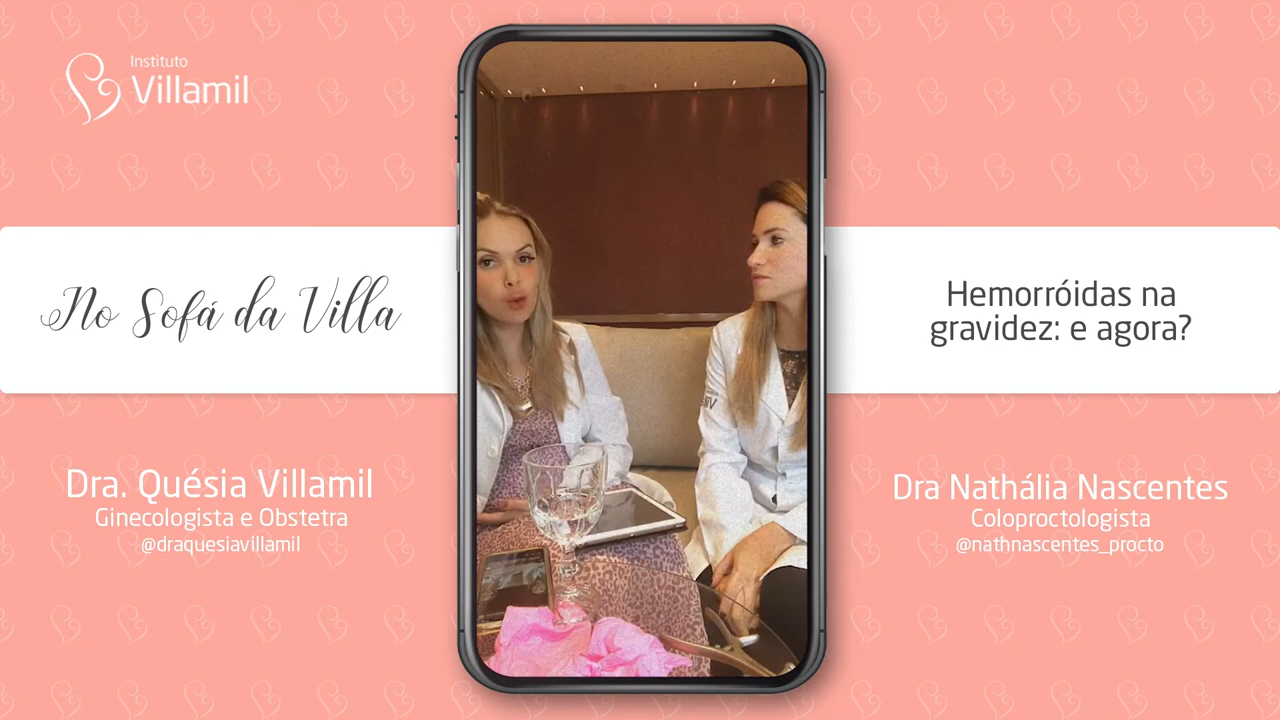 Instituto
Villamil
No Sofá da Villa
Hemorróidas na
gravidez: e agora?
Dra. Quésia Villamil
Ginecologista e Obstetra
@draquesiavillamil
Dra Nathália Nascentes
Coloproctologista
@nathnascentes_procto